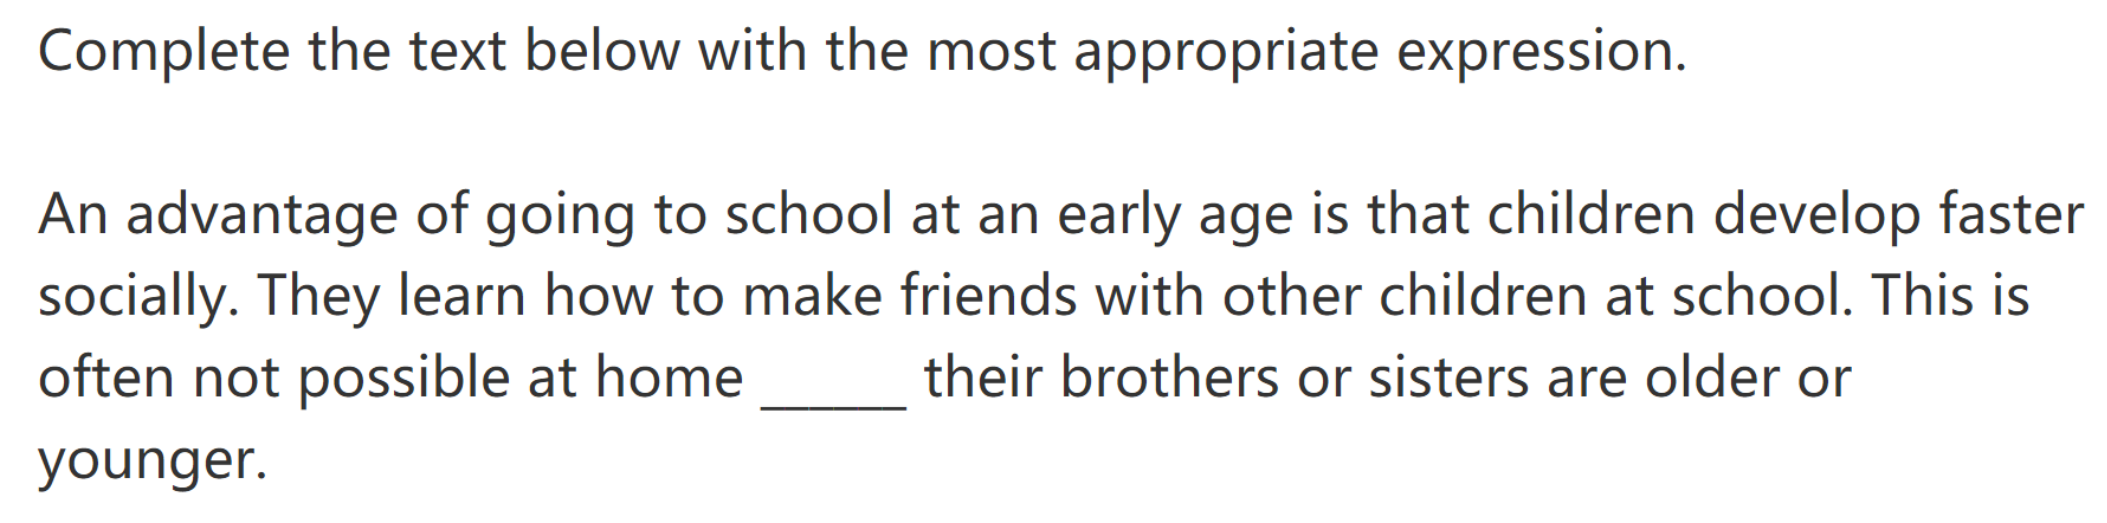 Complete the text below with the most appropriate expression.
An advantage of going to school at an early age is that children develop faster
socially. They learn how to make friends with other children at school. This is
often not possible at home ______ their brothers or sisters are older or
younger.